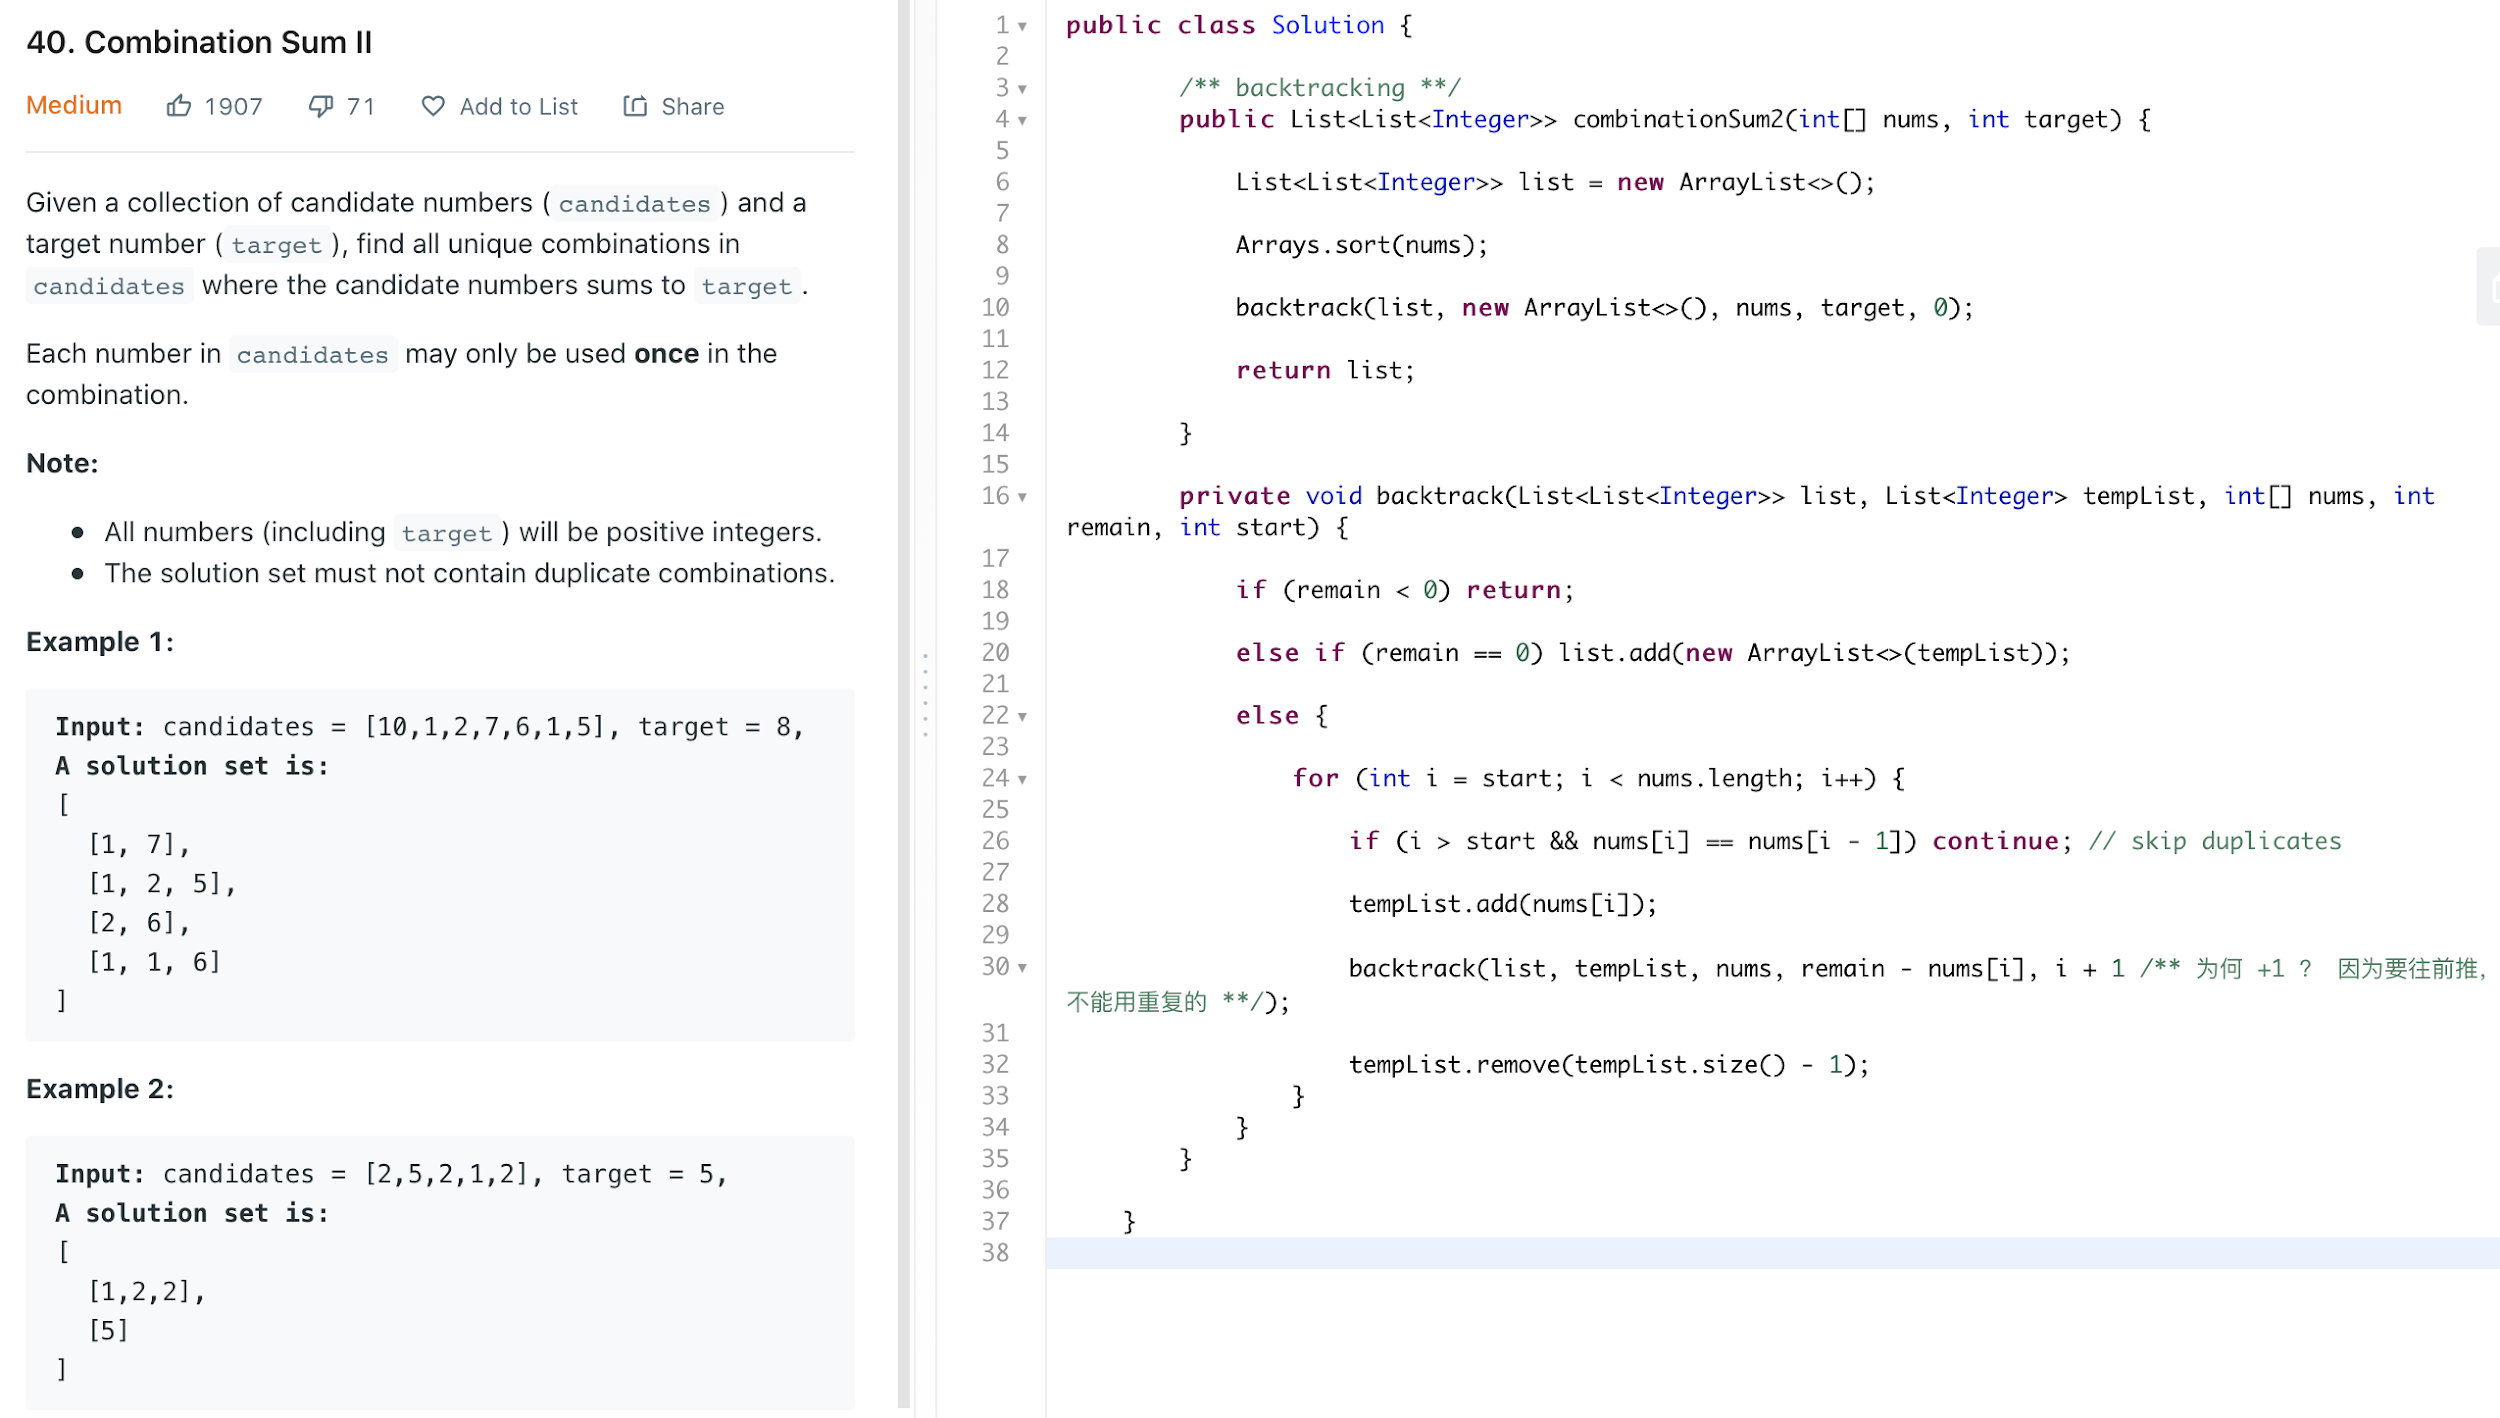 40. Combination Sum II
Medium 1907 71 Add to List Share
Given a collection of candidate numbers ( candidates ) and a
target number ( target ), find all unique combinations in
candidates where the candidate numbers sums to target .
Each number in candidates may only be used once in the
combination.
Note:
• All numbers (including target ) will be positive integers.
• The solution set must not contain duplicate combinations.
Example 1:
Input: candidates = [10,1,2,7,6,1,5], target = 8,
A solution set is:
[
[1, 7],
[1, 2, 5],
[2, 6],
[1, 1, 6]
]
Example 2:
Input: candidates = [2,5,2,1,2], target = 5,
A solution set is:
[
[1,2,2],
[5]
]
1 public class Solution {
2
3 /** backtracking **/
4 public List<List<Integer>> combinationSum2(int[] nums, int target) {
5
6 List<List<Integer>> list = new ArrayList<>();
7
8 Arrays.sort(nums);
9
10 backtrack(list, new ArrayList<>(), nums, target, 0);
11
12 return list;
13
14 }
15
16 private void backtrack(List<List<Integer>> list, List<Integer> tempList, int[] nums, int
remain, int start) {
17
18 if (remain < 0) return;
19
20 else if (remain == 0) list.add(new ArrayList<>(tempList));
21
22 else {
23
24 for (int i = start; i < nums.length; i++) {
25
26 if (i > start && nums[i] == nums[i - 1]) continue; // skip duplicates
27
28 tempList.add(nums[i]);
29
30 backtrack(list, tempList, nums, remain - nums[i], i + 1 /** 为何 +1 ? 因为要往前推,
不能用重复的 **/);
31
32 tempList.remove(tempList.size() - 1);
33 }
34 }
35 }
36
37 }
38